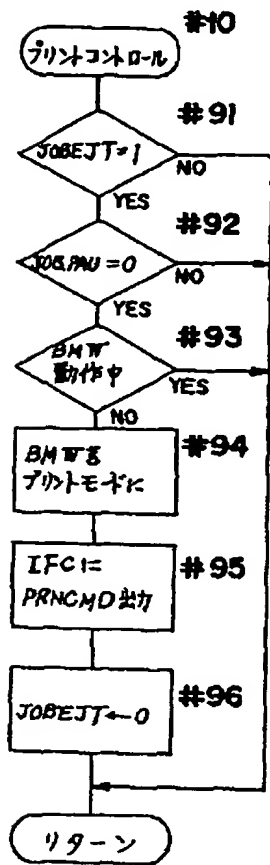 #10
プリントコントロール
#91
JOBEJT=1
NO
YES
#92
JOBPAU=0
NO
YES
#93
BMW
動作中
YES
NO
#94
BMWを
プリントモードに
#95
IFCに
PRNCMD出力
#96
JOBEJT←0
リターン